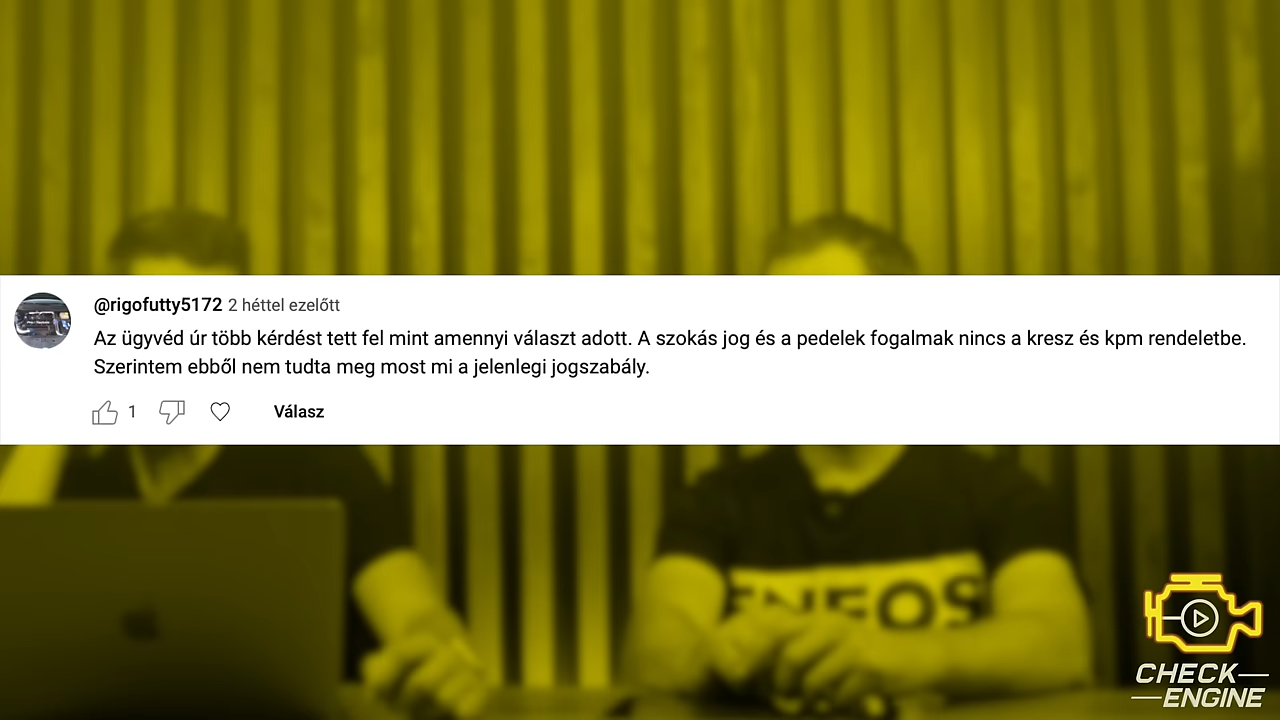 @rigofutty5172 2 héttel ezelőtt
Az ügyvéd úr több kérdést tett fel mint amennyi választ adott. A szokás jog és a pedelek fogalmak nincs a kresz és kpm rendeletbe.
Szerintem ebből nem tudta meg most mi a jelenlegi jogszabály.
1 Válasz
ENEOS
CHECK
ENGINE